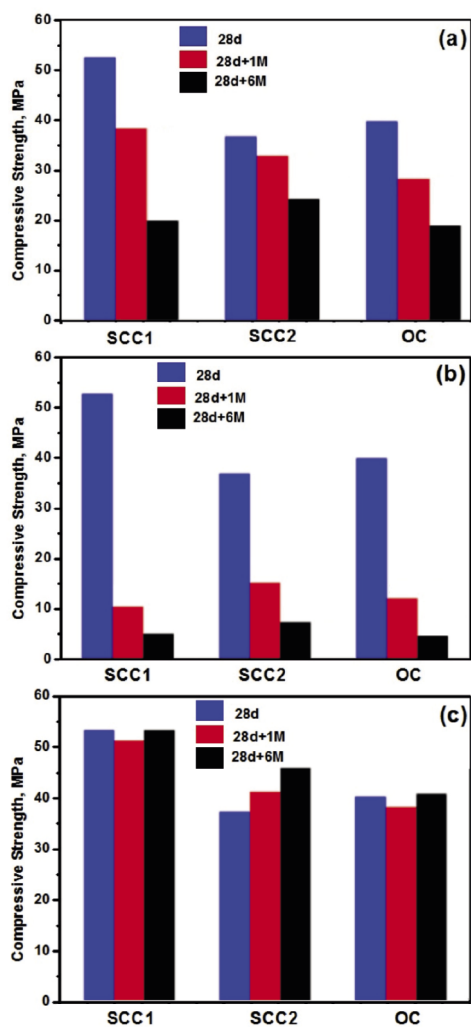 60
(a)
28d
28d+1M
28d+6M
50
40
30
20
10
0
Compressive Strength, MPa
SCC1 SCC2 OC
60
(b)
28d
28d+1M
28d+6M
50
40
30
20
10
0
Compressive Strength, MPa
SCC1 SCC2 OC
60
(c)
28d
28d+1M
28d+6M
50
40
30
20
10
0
Compressive Strength, MPa
SCC1 SCC2 OC